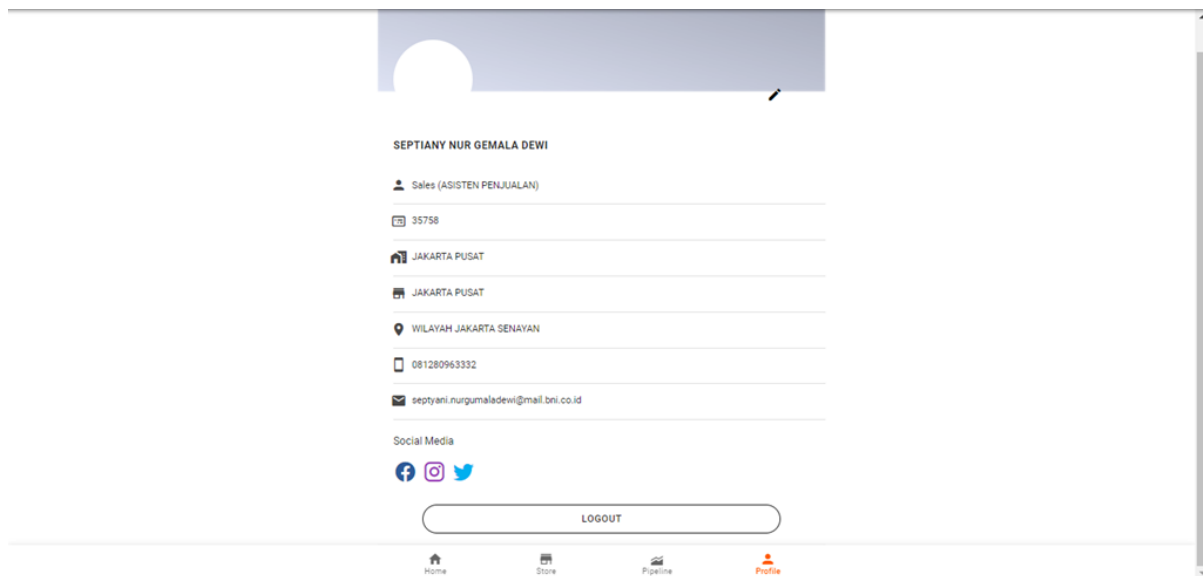 SEPTIANY NUR GEMALA DEWI
Sales (ASISTEN PENJUALAN)
35758
JAKARTA PUSAT
JAKARTA PUSAT
WILAYAH JAKARTA SENAYAN
081280963332
septyani.nurgumaladewi@mail.bni.co.id
Social Media
LOGOUT
Home Store Pipeline Profile